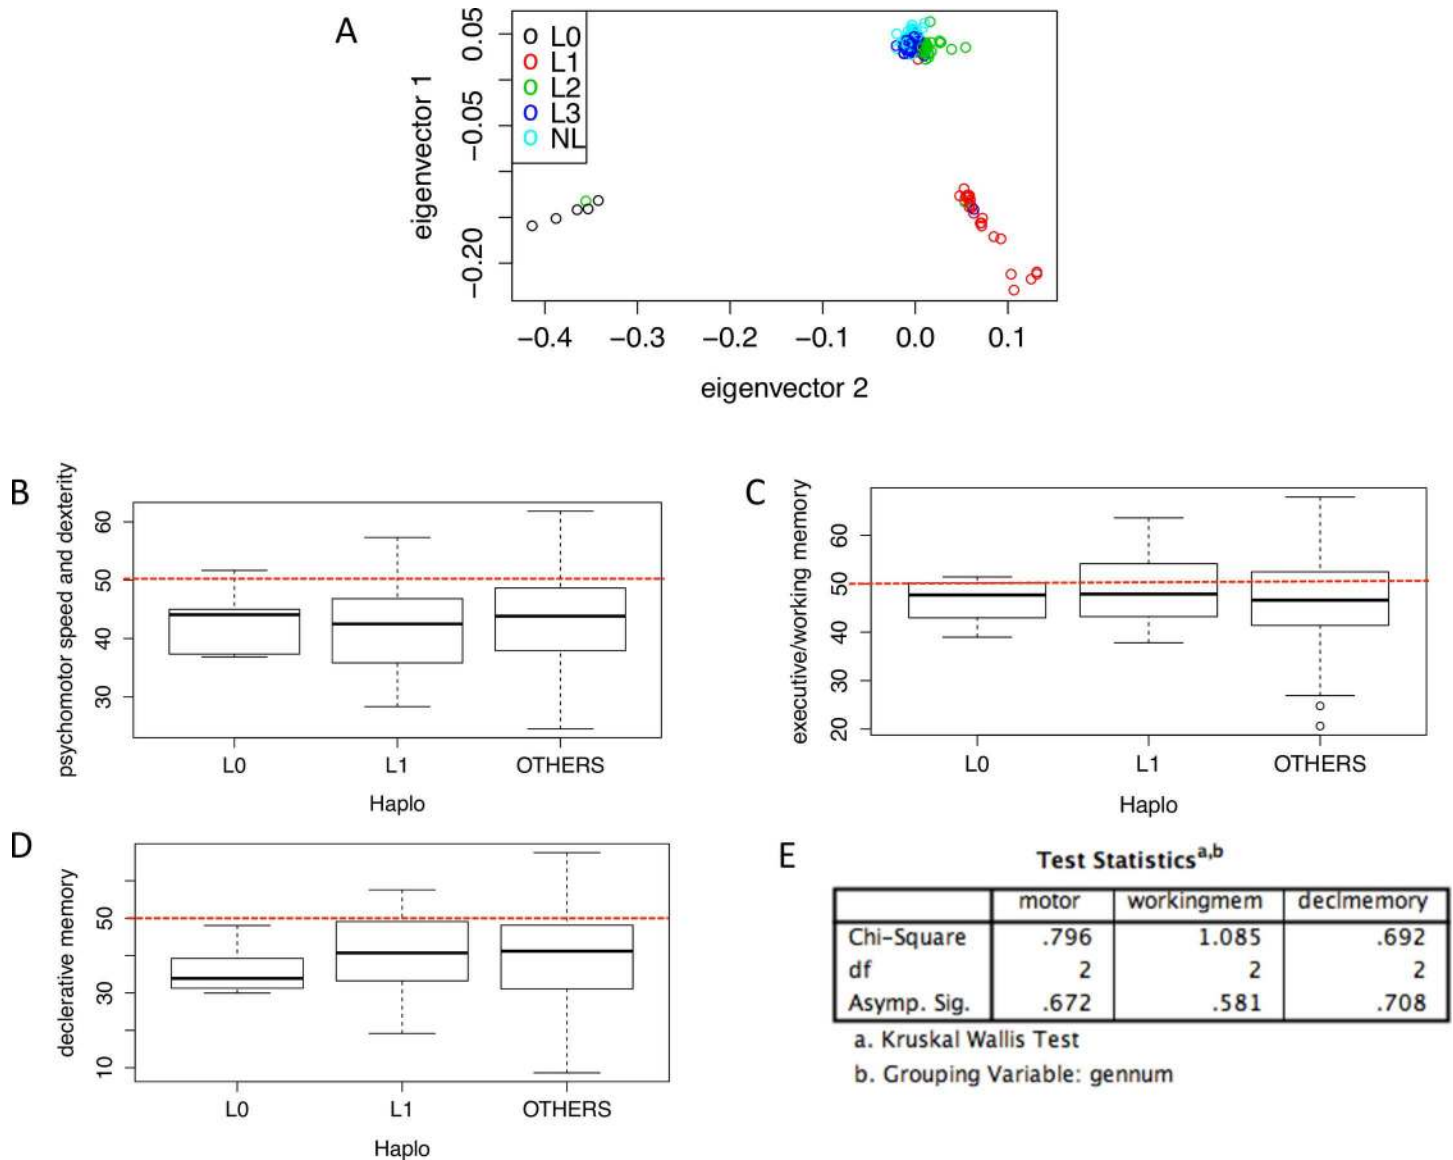 A
eigenvector 1
0.05
−0.05
−0.20
O L0
O L1
O L2
O L3
O NL
−0.4 −0.3 −0.2 −0.1 0.0 0.1
eigenvector 2
B
psychomotor speed and dexterity
60
50
40
30
L0 L1 OTHERS
Haplo
C
executive/working memory
60
50
40
30
20
L0 L1 OTHERS
Haplo
D
declerative memory
50
30
10
L0 L1 OTHERS
Haplo
E
Test Statistics a,b
motor workingmem declmemory
Chi-Square .796 1.085 .692
df 2 2 2
Asymp. Sig. .672 .581 .708
a. Kruskal Wallis Test
b. Grouping Variable: gennum